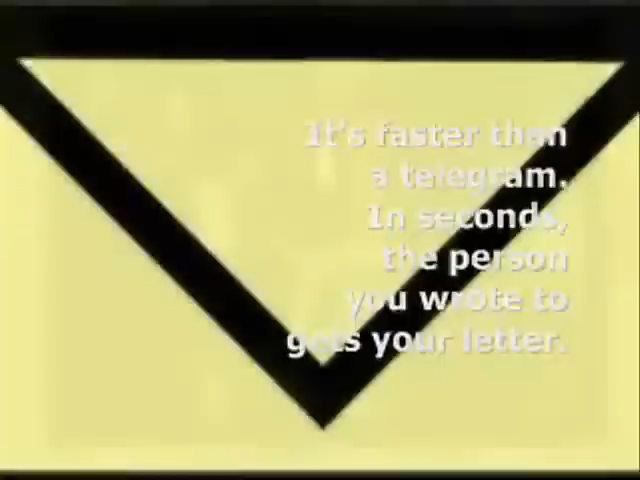 It's faster than
a telegram.
In seconds,
the person
you wrote to
gets your letter.